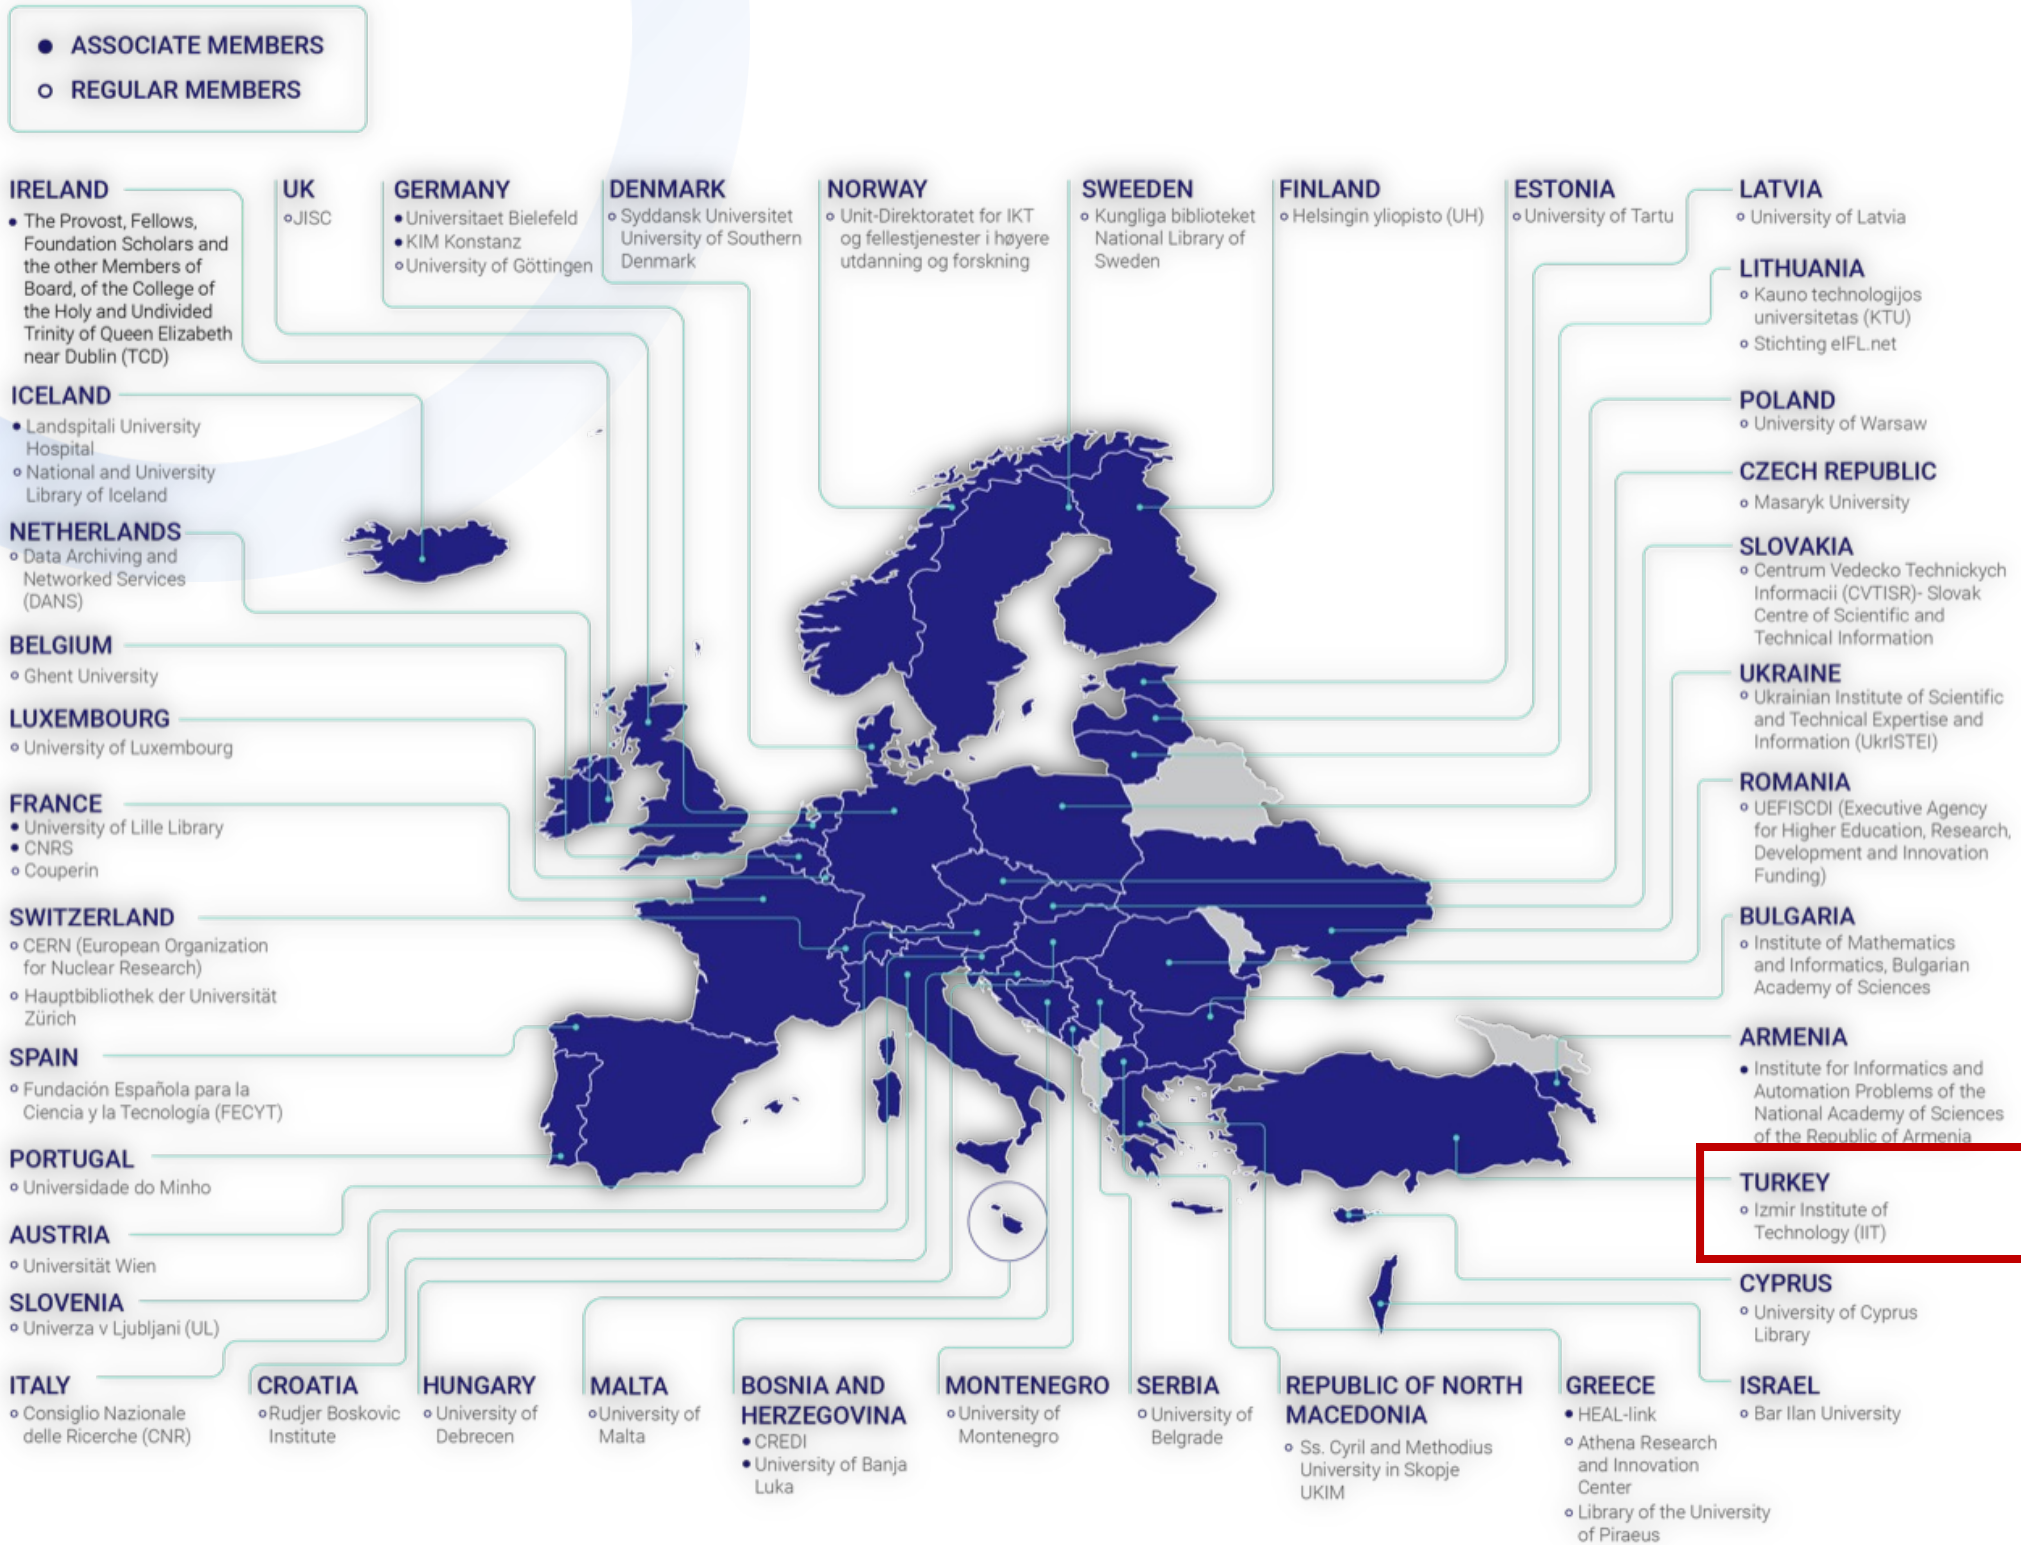 ASSOCIATE MEMBERS
REGULAR MEMBERS
IRELAND
The Provost, Fellows,
Foundation Scholars and
the other Members of
Board, of the College of
the Holy and Undivided
Trinity of Queen Elizabeth
near Dublin (TCD)
UK
JISC
GERMANY
Universitaet Bielefeld
KIM Konstanz
University of Göttingen
DENMARK
Syddansk Universitet
University of Southern
Denmark
NORWAY
Unit-Direktoratet for IKT
og fellestjenester i høyere
utdanning og forskning
SWEEDEN
Kungliga biblioteket
National Library of
Sweden
FINLAND
Helsingin yliopisto (UH)
ESTONIA
University of Tartu
LATVIA
University of Latvia
LITHUANIA
Kauno technologijos
universitetas (KTU)
Stichting eIFL.net
POLAND
University of Warsaw
CZECH REPUBLIC
Masaryk University
SLOVAKIA
Centrum Vedecko Technickych
Informacii (CVTISR)- Slovak
Centre of Scientific and
Technical Information
UKRAINE
Ukrainian Institute of Scientific
and Technical Expertise and
Information (UkrISTEI)
ROMANIA
UEFISCDI (Executive Agency
for Higher Education, Research,
Development and Innovation
Funding)
BULGARIA
Institute of Mathematics
and Informatics, Bulgarian
Academy of Sciences
ARMENIA
Institute for Informatics and
Automation Problems of the
National Academy of Sciences
of the Republic of Armenia
TURKEY
Izmir Institute of
Technology (IIT)
CYPRUS
University of Cyprus
Library
ISRAEL
Bar Ilan University
ICELAND
Landspitali University
Hospital
National and University
Library of Iceland
NETHERLANDS
Data Archiving and
Networked Services
(DANS)
BELGIUM
Ghent University
LUXEMBOURG
University of Luxembourg
FRANCE
University of Lille Library
CNRS
Couperin
SWITZERLAND
CERN (European Organization
for Nuclear Research)
Hauptbibliothek der Universität
Zürich
SPAIN
Fundación Española para la
Ciencia y la Tecnología (FECYT)
PORTUGAL
Universidade do Minho
AUSTRIA
Universität Wien
SLOVENIA
Univerza v Ljubljani (UL)
ITALY
Consiglio Nazionale
delle Ricerche (CNR)
CROATIA
Rudjer Boskovic
Institute
HUNGARY
University of
Debrecen
MALTA
University of
Malta
BOSNIA AND
HERZEGOVINA
CREDI
University of Banja
Luka
MONTENEGRO
University of
Montenegro
SERBIA
University of
Belgrade
REPUBLIC OF NORTH
MACEDONIA
Ss. Cyril and Methodius
University in Skopje
UKIM
GREECE
HEAL-link
Athena Research
and Innovation
Center
Library of the University
of Piraeus